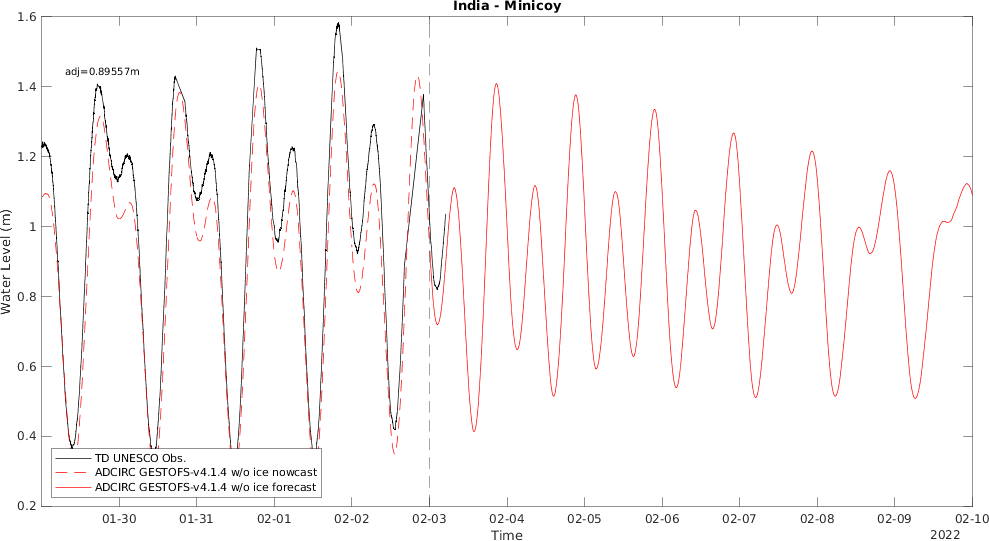 India - Minicoy
1.6
1.4
1.2
1
0.8
0.6
0.4
0.2
Water Level (m)
adj=0.89557m
TD UNESCO Obs.
ADCIRC GESTOFS-v4.1.4 w/o ice nowcast
ADCIRC GESTOFS-v4.1.4 w/o ice forecast
01-30 01-31 02-01 02-02 02-03 02-04 02-05 02-06 02-07 02-08 02-09 02-10
Time
2022